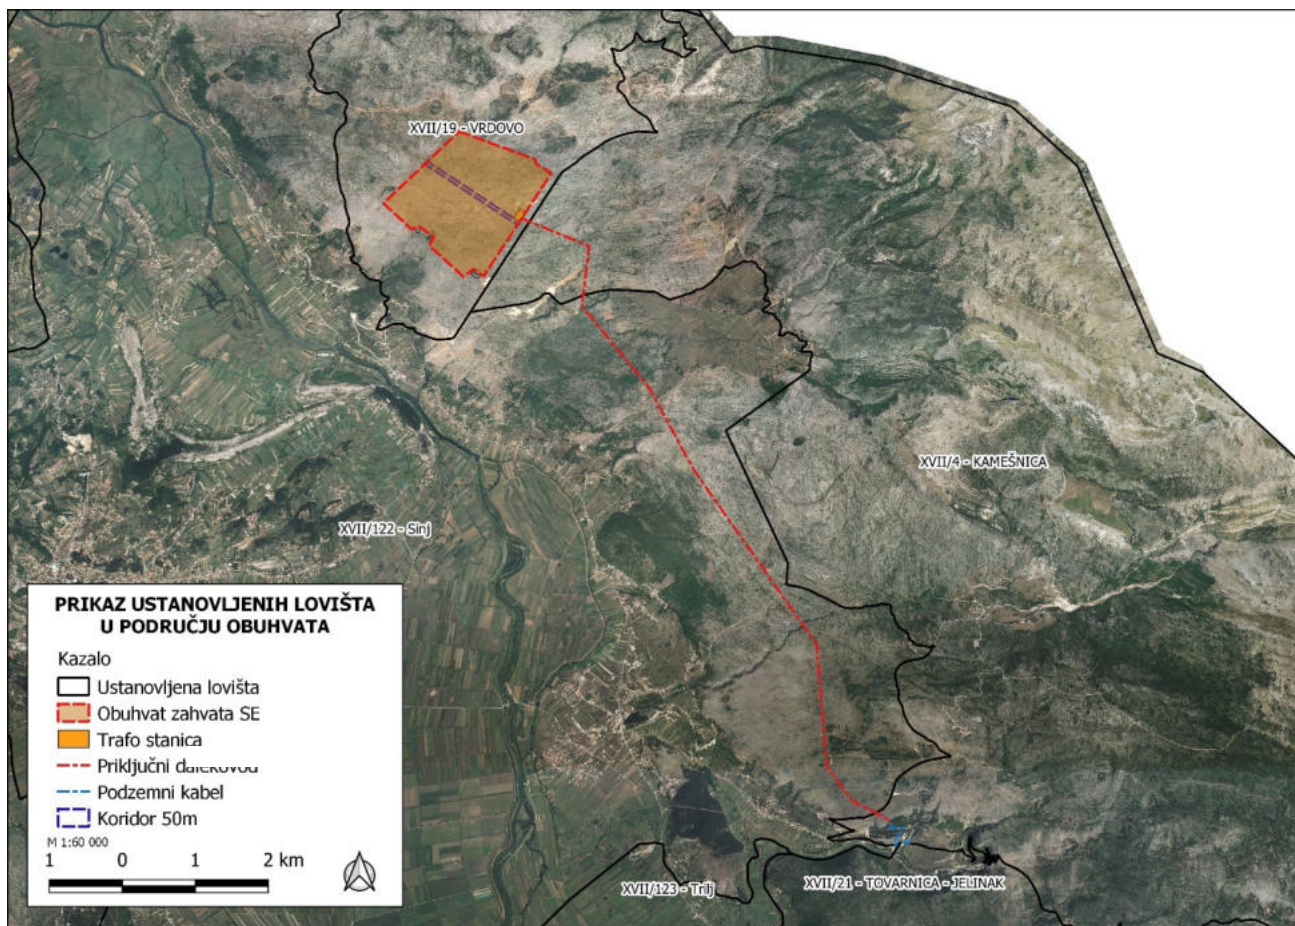 XVII/19 - VRDOVO
XVII/4 - KAMEŠNICA
XVII/122 - Sinj
PRIKAZ USTANOVLJENIH LOVIŠTA
U PODRUČJU OBUHVATA
Kazalo
Ustanovljena lovišta
Obuhvat zahvata SE
Trafo stanica
Priključni dalekovod
Podzemni kabel
Koridor 50m
M 1:60 000
1 0 1 2 km
XVII/123 - Trilj
XVII/21 - TOVARNICA - JELINAK